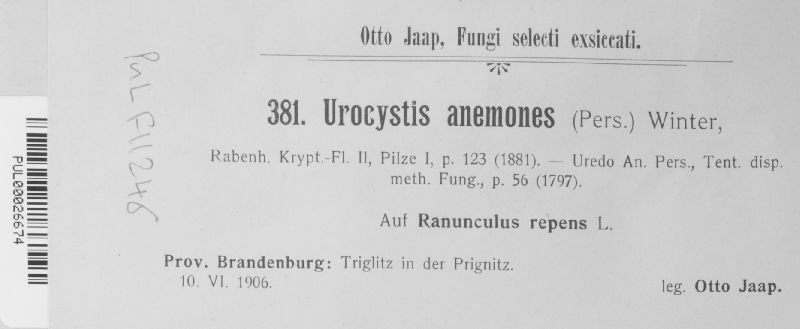 Otto Jaap, Fungi selecti exsiccati.
381. Urocystis anemones (Pers.) Winter,
Rabenh. Krypt.-Fl. II, Pilze I, p. 123 (1881). — Uredo An. Pers., Tent. disp.
meth. Fung., p. 56 (1797).
Auf Ranunculus repens L.
Prov. Brandenburg: Triglitz in der Prignitz.
10. VI. 1906.
leg. Otto Jaap.
PUL F11246
PUL00026674